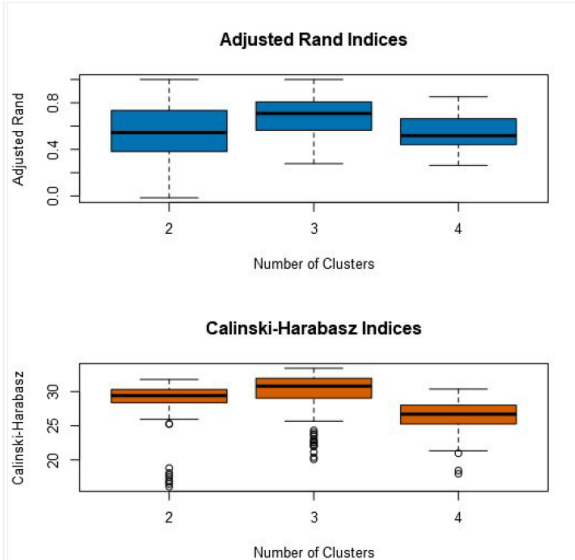 Adjusted Rand Indices
Adjusted Rand
0.8
0.4
0.0
2 3 4
Number of Clusters
Calinski-Harabasz Indices
Calinski-Harabasz
30
25
20
2 3 4
Number of Clusters